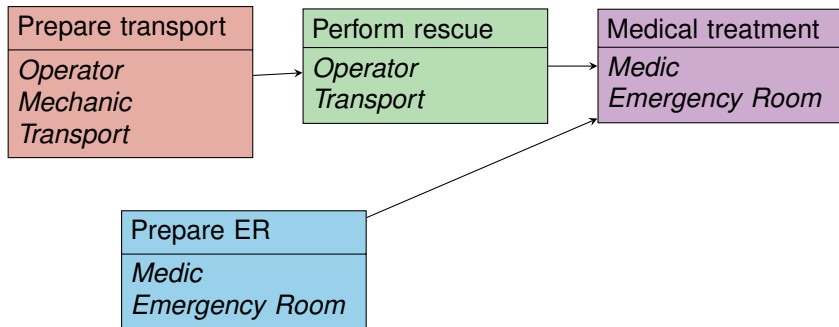 Prepare transport
Operator
Mechanic
Transport
Perform rescue
Operator
Transport
Medical treatment
Medic
Emergency Room
Prepare ER
Medic
Emergency Room